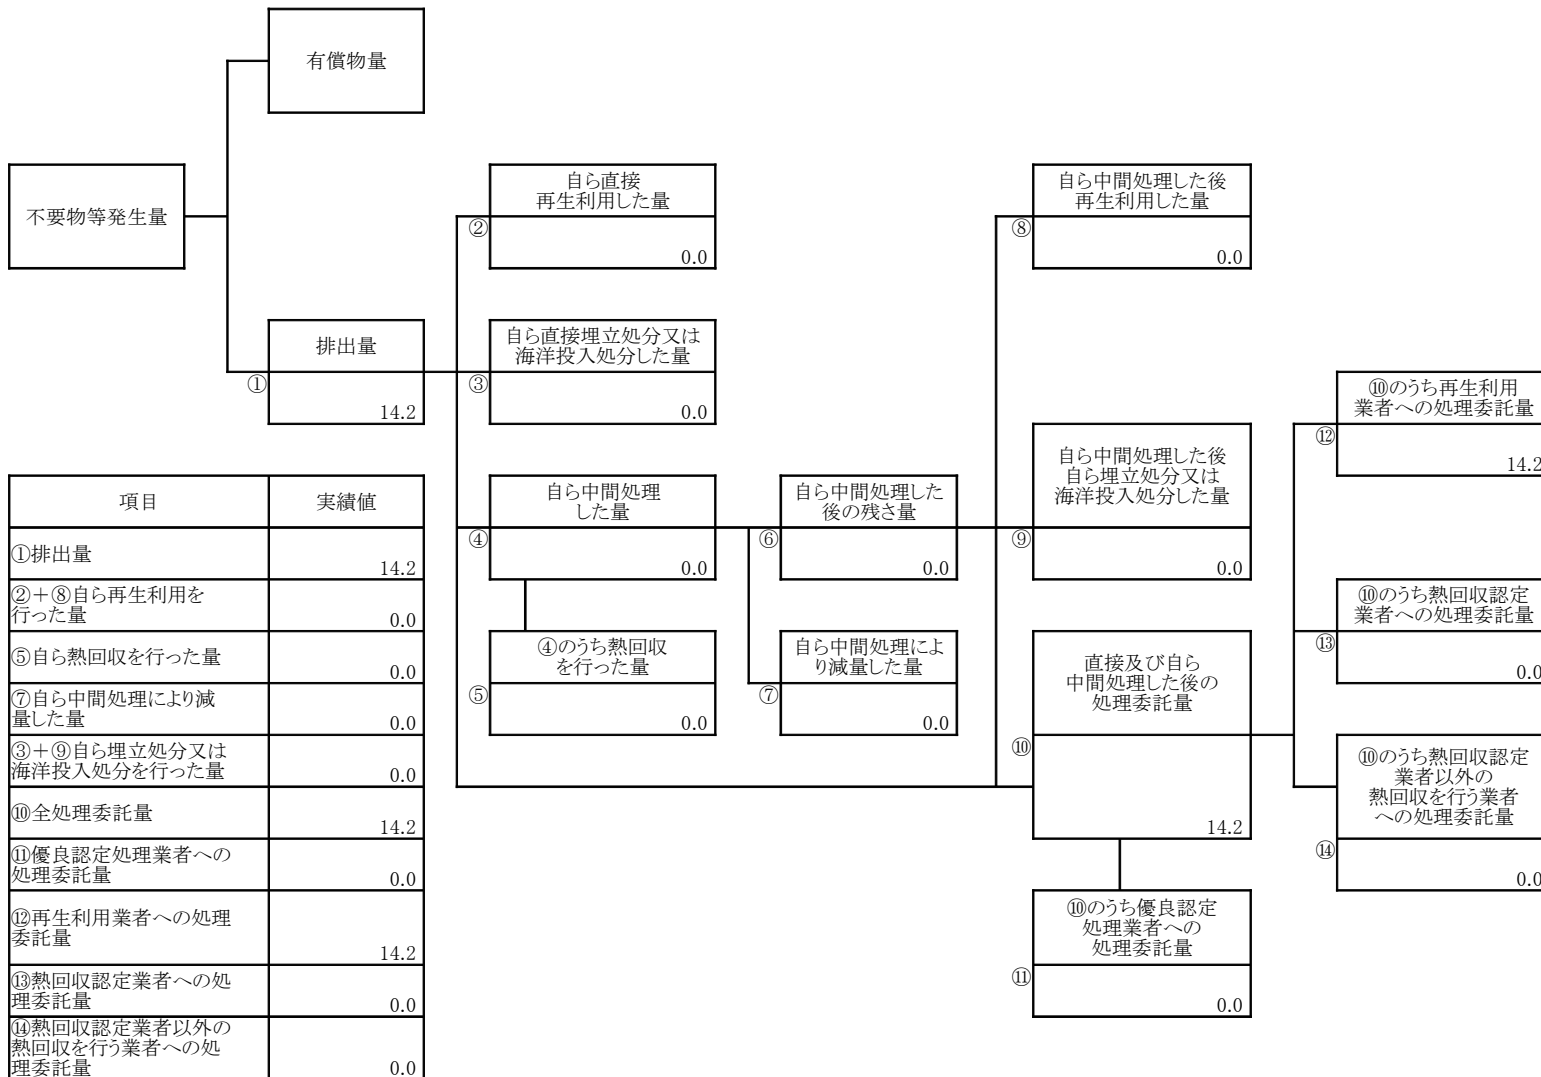 有償物量
不要物等発生量
排出量
①
14.2
自ら直接
再生利用した量
②
0.0
自ら直接埋立処分又は
海洋投入処分した量
③
0.0
自ら中間処理
した量
④
0.0
④のうち熱回収
を行った量
⑤
0.0
自ら中間処理した
後の残さ量
⑥
0.0
自ら中間処理によ
り減量した量
⑦
0.0
自ら中間処理した後
再生利用した量
⑧
0.0
自ら中間処理した後
自ら埋立処分又は
海洋投入処分した量
⑨
0.0
直接及び自ら
中間処理した後の
処理委託量
⑩
14.2
⑩のうち優良認定
処理業者への
処理委託量
⑪
0.0
⑩のうち再生利用
業者への処理委託量
⑫
14.2
⑩のうち熱回収認定
業者への処理委託量
⑬
0.0
⑩のうち熱回収認定
業者以外の
熱回収を行う業者
への処理委託量
⑭
0.0
項目 実績値
①排出量
14.2
②+⑧自ら再生利用を
行った量
0.0
⑤自ら熱回収を行った量
0.0
⑦自ら中間処理により減
量した量
0.0
③+⑨自ら埋立処分又は
海洋投入処分を行った量
0.0
⑩全処理委託量
14.2
⑪優良認定処理業者への
処理委託量
0.0
⑫再生利用業者への処理
委託量
14.2
⑬熱回収認定業者への処
理委託量
0.0
⑭熱回収認定業者以外の
熱回収を行う業者への処
理委託量
0.0